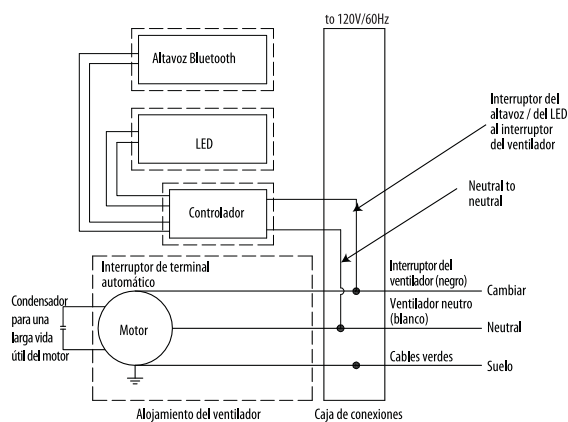 to 120V/60Hz
Altavoz Bluetooth
LED
Controlador
Interruptor del
altavoz / del LED
al interruptor
del ventilador
Neutral to
neutral
Interruptor de terminal
automático
Condensador
para una
larga vida
útil del motor
Motor
Interruptor del
ventilador (negro)
Cambiar
Ventilador neutro
(blanco)
Neutral
Cables verdes
Suelo
Alojamiento del ventilador
Caja de conexiones